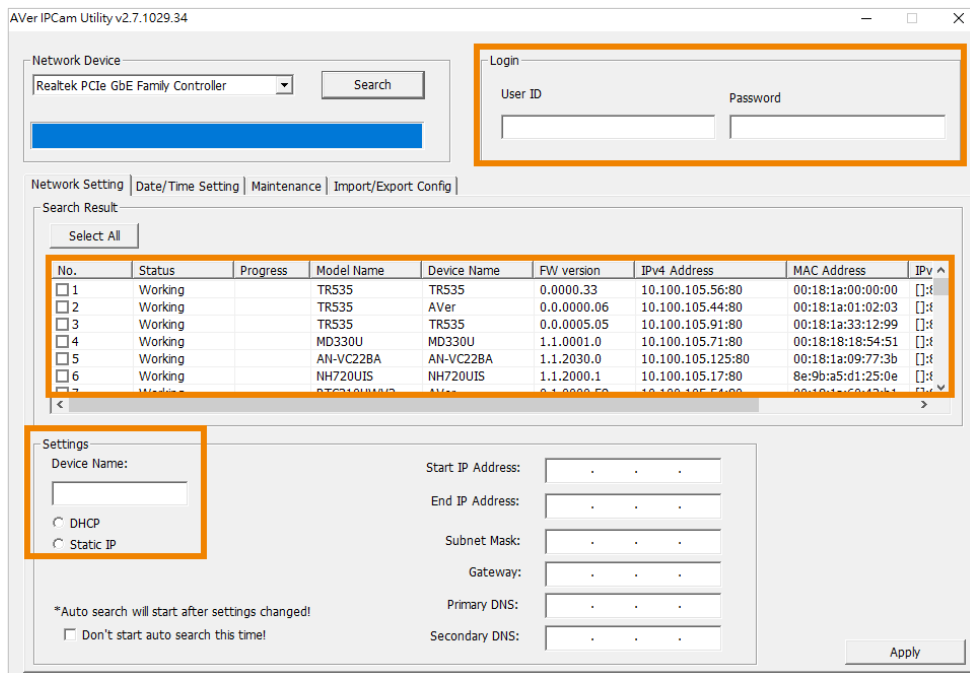 AVer IPCam Utility v2.7.1029.34
Network Device
Realtek PCIe GbE Family Controller
Search
Login
User ID
Password
Network Setting Date/Time Setting Maintenance Import/Export Config
Search Result
Select All
No. Status Progress Model Name Device Name FW version IPv4 Address MAC Address IPv
1 Working TR535 TR535 0.0000.33 10.100.105.56:80 00:18:1a:00:00:00 []:8
2 Working TR535 AVer 0.0.0000.06 10.100.105.44:80 00:18:1a:01:02:03 []:8
3 Working TR535 TR535 0.0.0005.05 10.100.105.91:80 00:18:1a:33:12:99 []:8
4 Working MD330U MD330U 1.1.0001.0 10.100.105.71:80 00:18:18:18:54:51 []:8
5 Working AN-VC22BA AN-VC22BA 1.1.2030.0 10.100.105.125:80 00:18:1a:09:77:3b []:8
6 Working NH720UIS NH720UIS 1.1.2000.1 10.100.105.17:80 8e:9b:a5:d1:25:0e []:8
Settings
Device Name:
DHCP
Static IP
*Auto search will start after settings changed!
Don't start auto search this time!
Start IP Address:
End IP Address:
Subnet Mask:
Gateway:
Primary DNS:
Secondary DNS:
Apply